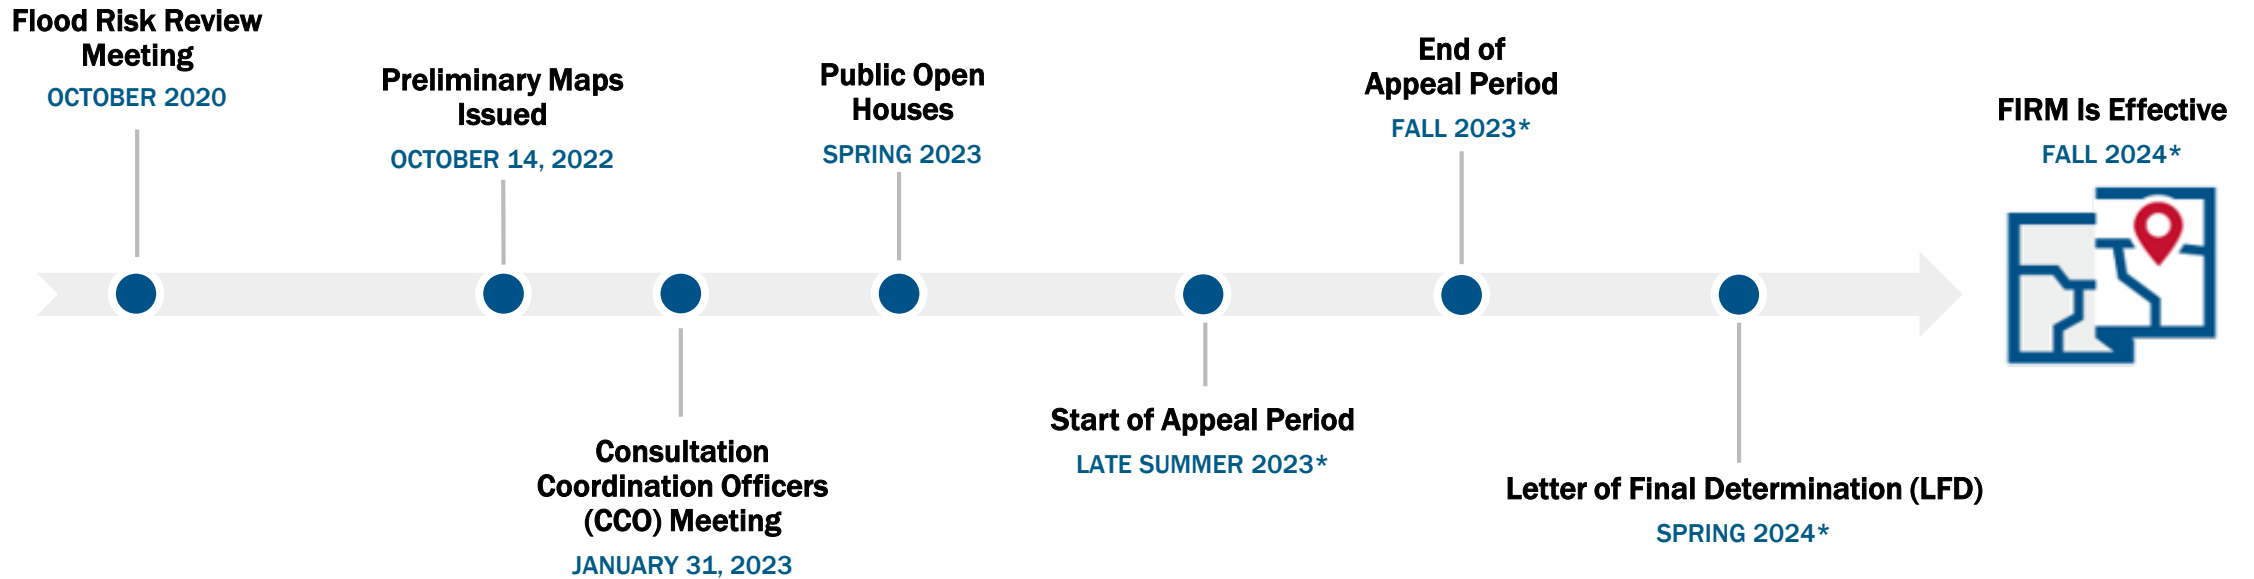 Flood Risk Review
Meeting
OCTOBER 2020
Preliminary Maps
Issued
OCTOBER 14, 2022
Consultation
Coordination Officers
(CCO) Meeting
JANUARY 31, 2023
Public Open
Houses
SPRING 2023
Start of Appeal Period
LATE SUMMER 2023*
End of
Appeal Period
FALL 2023*
Letter of Final Determination (LFD)
SPRING 2024*
FIRM Is Effective
FALL 2024*